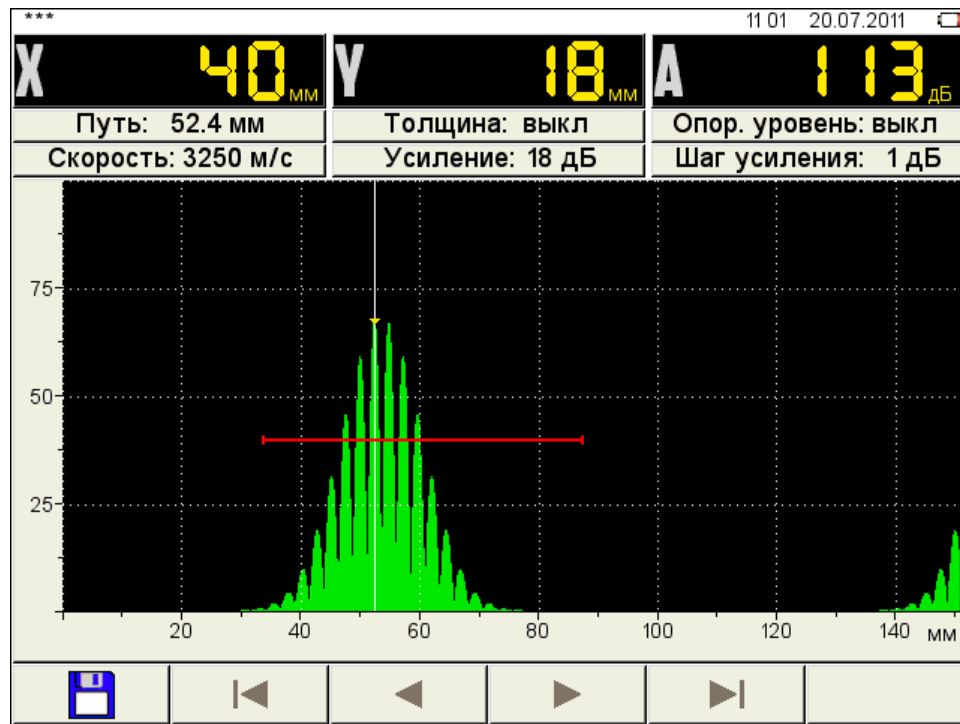 *** 11 01 20.07.2011
X 40 мм Y 18 мм A 113 дБ
Путь: 52.4 мм Толщина: выкл Опор. уровень: выкл
Скорость: 3250 м/с Усиление: 18 дБ Шаг усиления: 1 дБ
75
50
25
20 40 60 80 100 120 140 мм